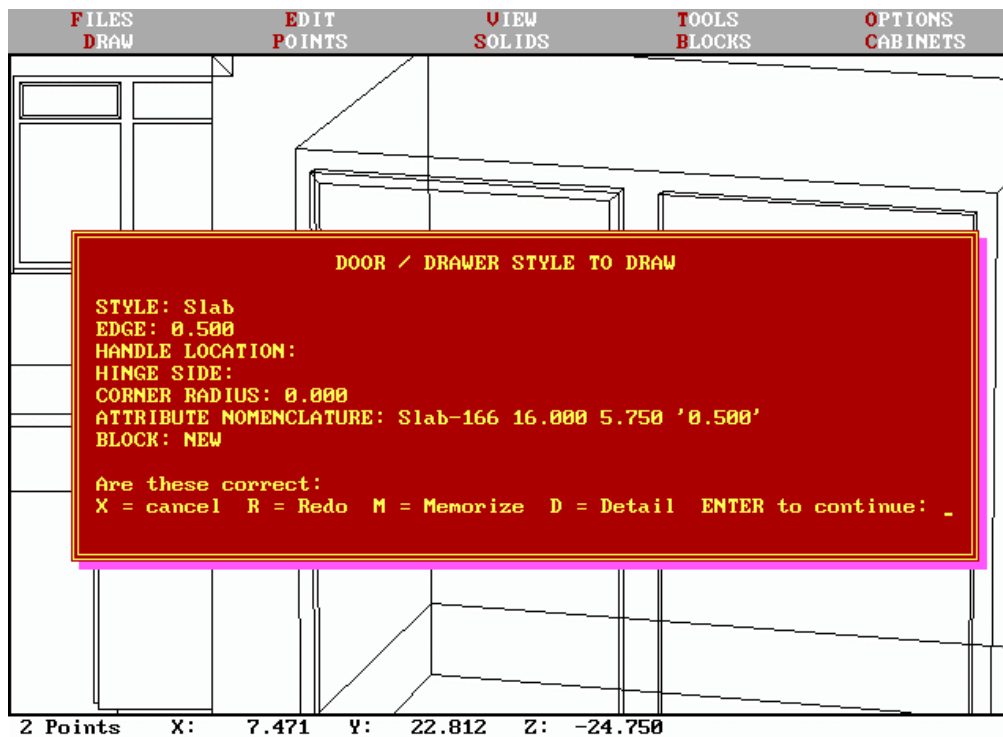 FILES EDIT VIEW TOOLS OPTIONS
DRAW POINTS SOLIDS BLOCKS CABINETS
DOOR / DRAWER STYLE TO DRAW
STYLE: Slab
EDGE: 0.500
HANDLE LOCATION:
HINGE SIDE:
CORNER RADIUS: 0.000
ATTRIBUTE NOMENCLATURE: Slab-166 16.000 5.750 '0.500'
BLOCK: NEW
Are these correct:
X = cancel R = Redo M = Memorize D = Detail ENTER to continue: _
2 Points X: 7.471 Y: 22.812 Z: -24.750